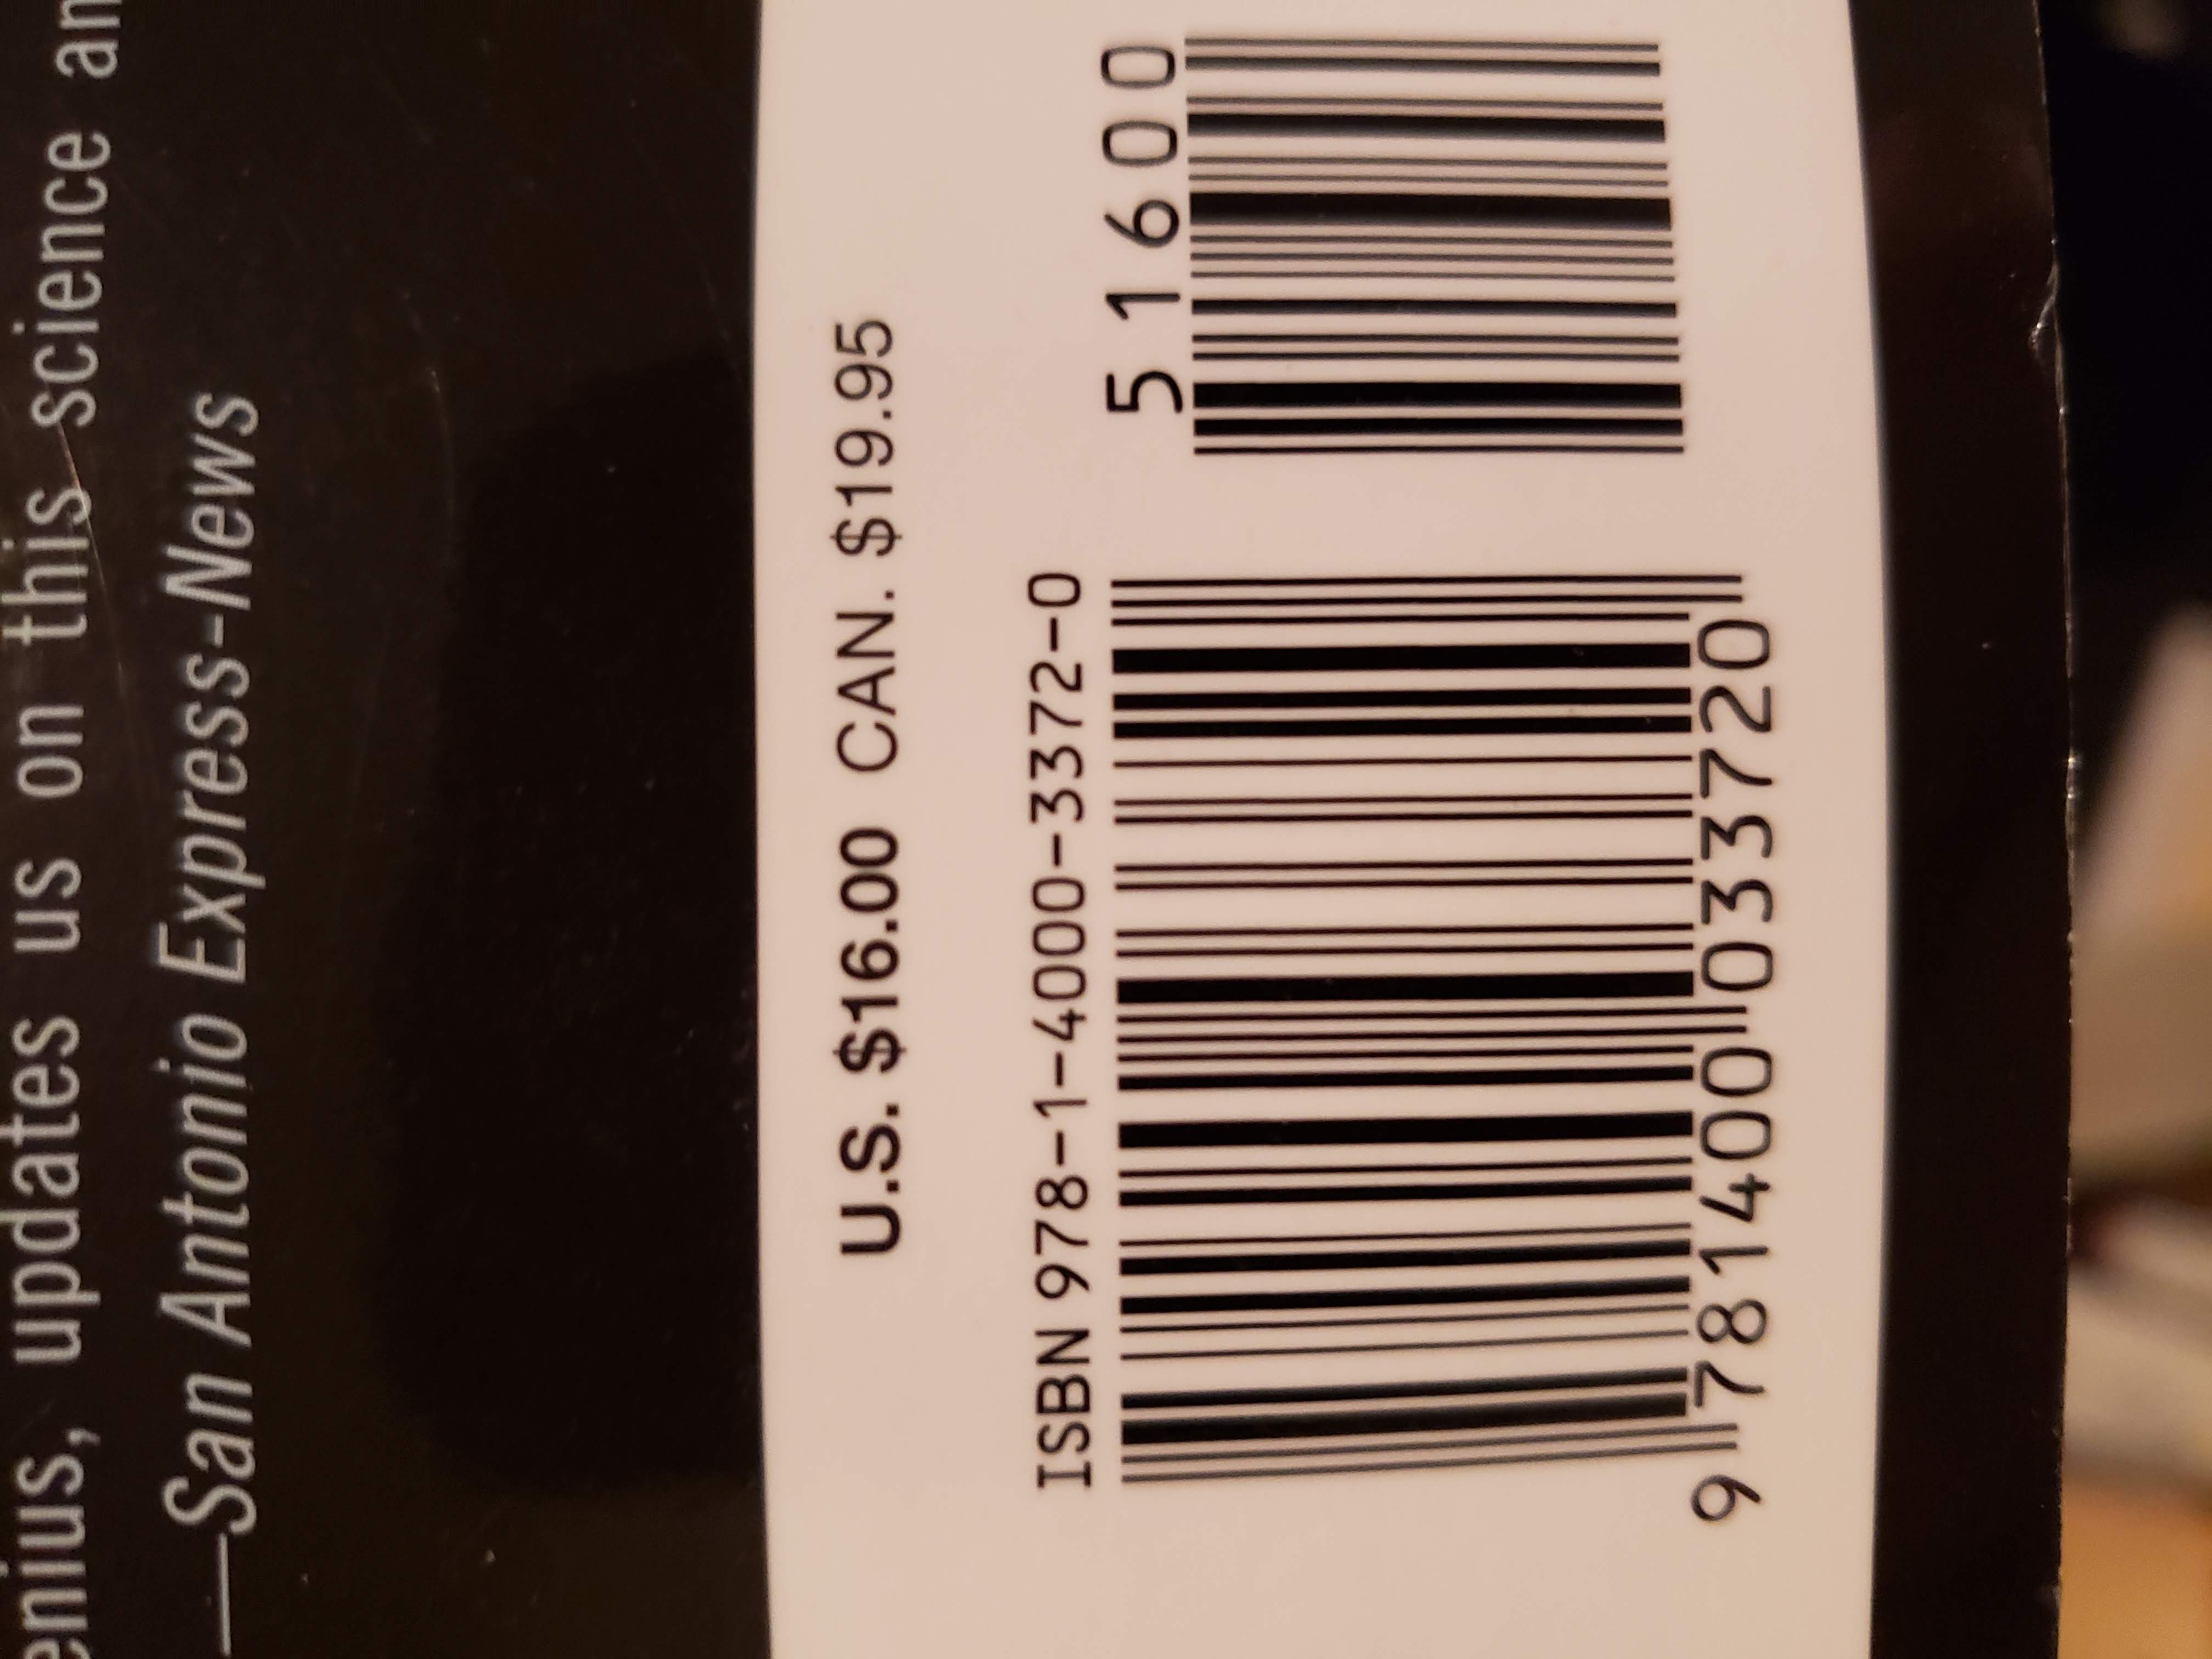 enius, updates us on this science an
—San Antonio Express-News
U.S. $16.00 CAN. $19.95
ISBN 978-1-4000-3372-0
51600
9 781400 033720